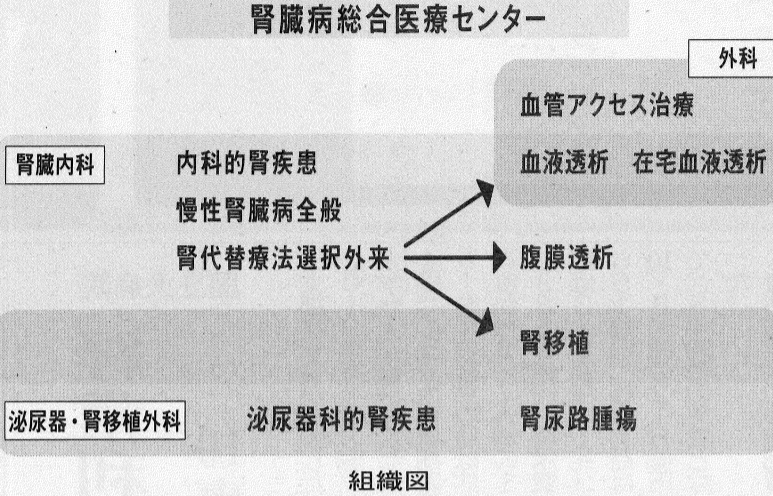 腎臓病総合医療センター
外科
血管アクセス治療
腎臓内科
内科的腎疾患
血液透析 在宅血液透析
慢性腎臓病全般
腎代替療法選択外来
腹膜透析
腎移植
泌尿器・腎移植外科
泌尿器科的腎疾患
腎尿路腫瘍
組織図